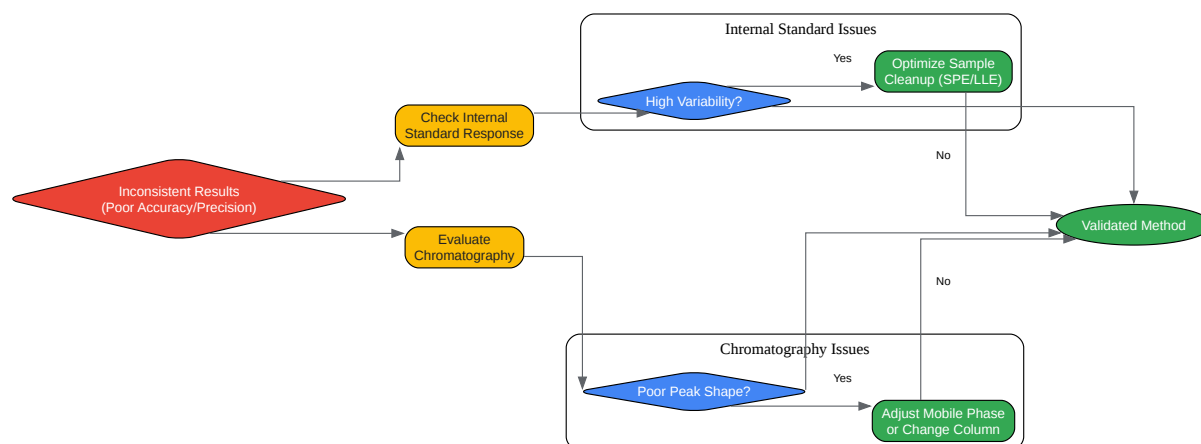 Internal Standard Issues
Yes
Optimize Sample
Cleanup (SPE/LLE)
High Variability?
Check Internal
Standard Response
No
Inconsistent Results
(Poor Accuracy/Precision)
Validated Method
Evaluate
Chromatography
No
Chromatography Issues
Yes
Poor Peak Shape?
Adjust Mobile Phase
or Change Column